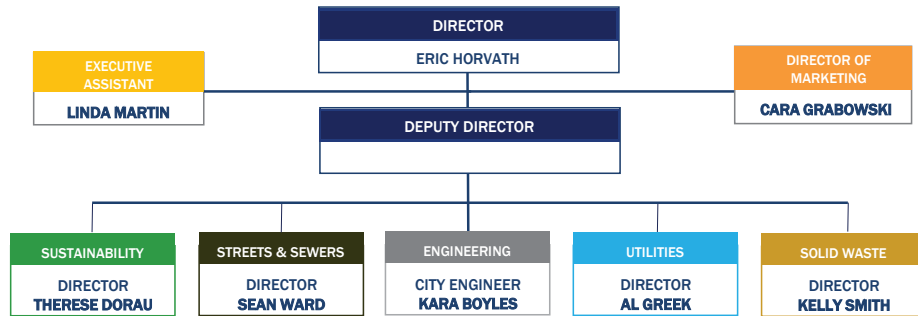 DIRECTOR
ERIC HORVATH
EXECUTIVE
ASSISTANT
LINDA MARTIN
DIRECTOR OF
MARKETING
CARA GRABOWSKI
DEPUTY DIRECTOR
SUSTAINABILITY
DIRECTOR
THERESE DORAU
STREETS & SEWERS
DIRECTOR
SEAN WARD
ENGINEERING
CITY ENGINEER
KARA BOYLES
UTILITIES
DIRECTOR
AL GREEK
SOLID WASTE
DIRECTOR
KELLY SMITH